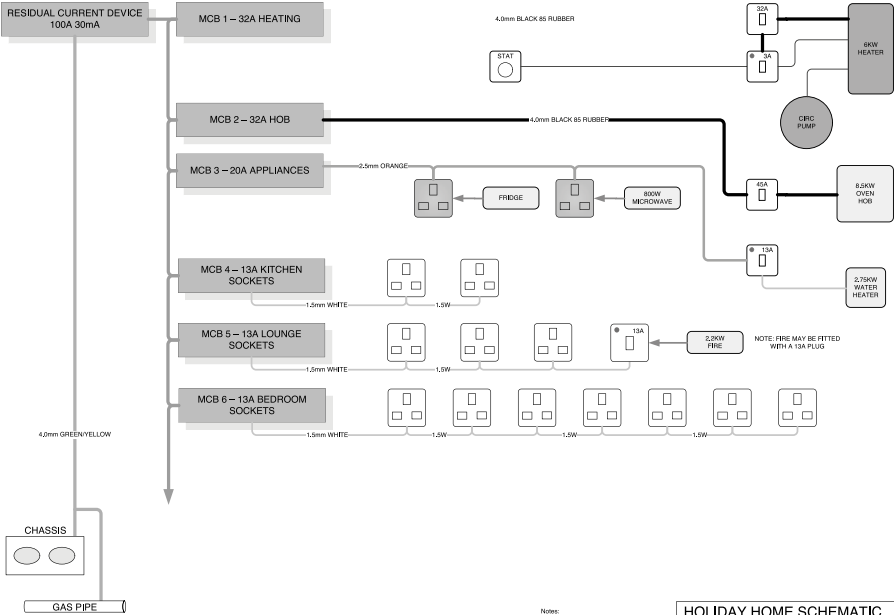 RESIDUAL CURRENT DEVICE
100A 30mA
MCB 1 – 32A HEATING
4.0mm BLACK 85 RUBBER
32A
3A
6KW
HEATER
STAT
CIRC
PUMP
MCB 2 – 32A HOB
4.0mm BLACK 85 RUBBER
MCB 3 – 20A APPLIANCES
2.5mm ORANGE
FRIDGE
800W
MICROWAVE
45A
8.5KW
OVEN
HOB
13A
2.75KW
WATER
HEATER
MCB 4 – 13A KITCHEN
SOCKETS
1.5mm WHITE
1.5W
MCB 5 – 13A LOUNGE
SOCKETS
1.5mm WHITE
1.5W
13A
2.2KW
FIRE
NOTE: FIRE MAY BE FITTED
WITH A 13A PLUG
MCB 6 – 13A BEDROOM
SOCKETS
1.5mm WHITE
1.5W
1.5W
1.5W
4.0mm GREEN/YELLOW
CHASSIS
GAS PIPE
Notes:
HOLIDAY HOME SCHEMATIC